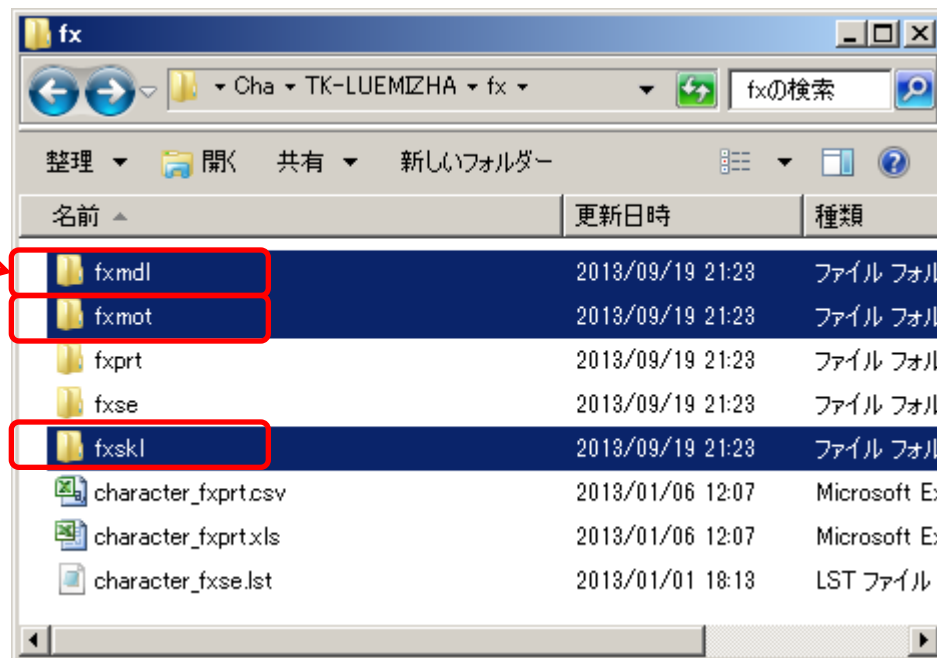 fx
Cha TK-LUEMIZHA fx fxの検索
整理 開く 共有 新しいフォルダー
名前 更新日時 種類
fxmdl 2013/09/19 21:23 ファイル フォル
fxmot 2013/09/19 21:23 ファイル フォル
fxprt 2013/09/19 21:23 ファイル フォル
fxse 2013/09/19 21:23 ファイル フォル
fxskl 2013/09/19 21:23 ファイル フォル
character_fxprt.csv 2013/01/06 12:07 Microsoft Ex
character_fxprt.xls 2013/01/06 12:07 Microsoft Ex
character_fxse.lst 2013/01/01 18:13 LST ファイル